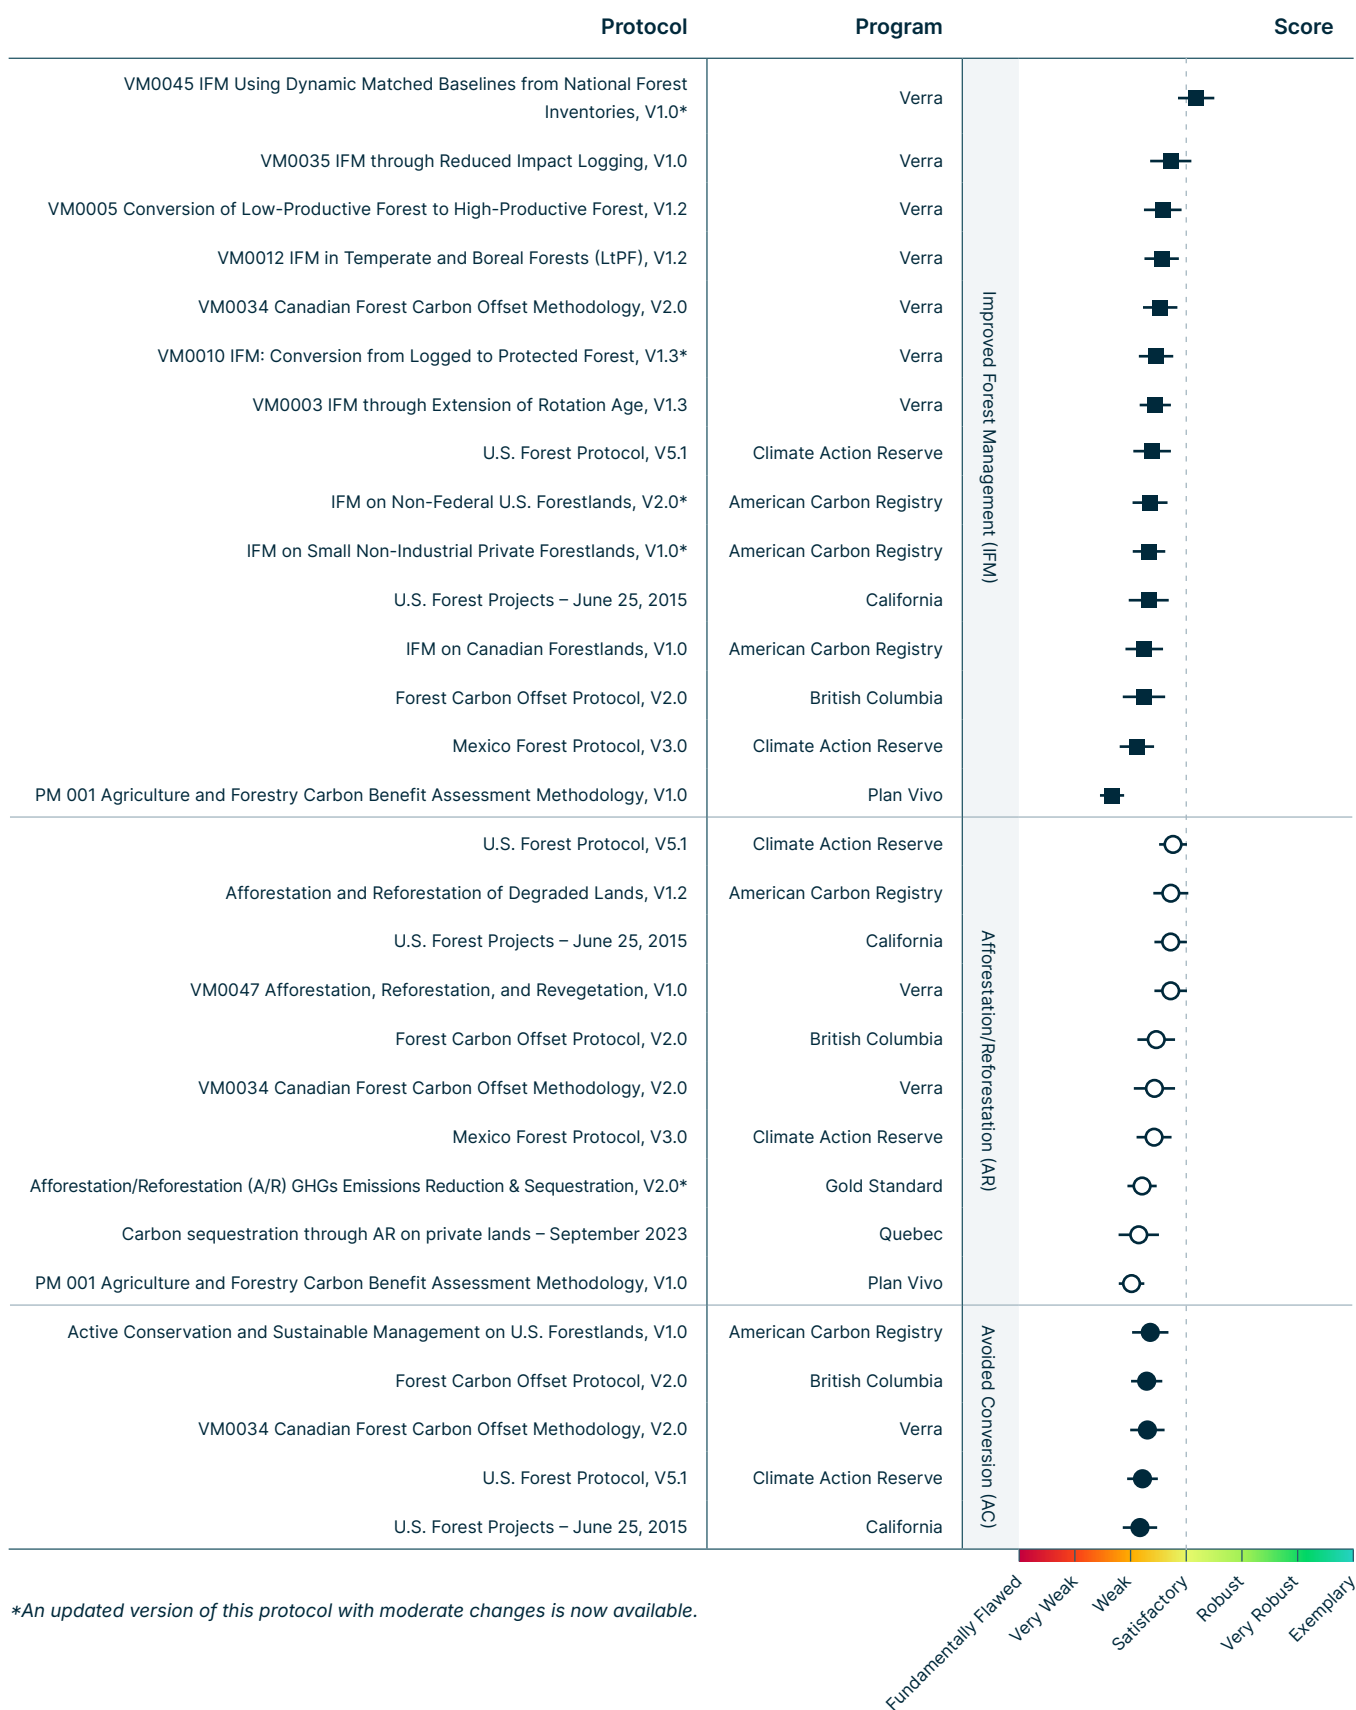 Protocol Program Score
VM0045 IFM Using Dynamic Matched Baselines from National Forest
Inventories, V1.0* Verra
VM0035 IFM through Reduced Impact Logging, V1.0 Verra
VM0005 Conversion of Low-Productive Forest to High-Productive Forest, V1.2 Verra
VM0012 IFM in Temperate and Boreal Forests (LtPF), V1.2 Verra
VM0034 Canadian Forest Carbon Offset Methodology, V2.0 Verra
VM0010 IFM: Conversion from Logged to Protected Forest, V1.3* Verra
VM0003 IFM through Extension of Rotation Age, V1.3 Verra
U.S. Forest Protocol, V5.1 Climate Action Reserve
IFM on Non-Federal U.S. Forestlands, V2.0* American Carbon Registry
IFM on Small Non-Industrial Private Forestlands, V1.0* American Carbon Registry
U.S. Forest Projects – June 25, 2015 California
IFM on Canadian Forestlands, V1.0 American Carbon Registry
Forest Carbon Offset Protocol, V2.0 British Columbia
Mexico Forest Protocol, V3.0 Climate Action Reserve
PM 001 Agriculture and Forestry Carbon Benefit Assessment Methodology, V1.0 Plan Vivo
Improved Forest Management (IFM)
U.S. Forest Protocol, V5.1 Climate Action Reserve
Afforestation and Reforestation of Degraded Lands, V1.2 American Carbon Registry
U.S. Forest Projects – June 25, 2015 California
VM0047 Afforestation, Reforestation, and Revegetation, V1.0 Verra
Forest Carbon Offset Protocol, V2.0 British Columbia
VM0034 Canadian Forest Carbon Offset Methodology, V2.0 Verra
Mexico Forest Protocol, V3.0 Climate Action Reserve
Afforestation/Reforestation (A/R) GHGs Emissions Reduction & Sequestration, V2.0* Gold Standard
Carbon sequestration through AR on private lands – September 2023 Quebec
PM 001 Agriculture and Forestry Carbon Benefit Assessment Methodology, V1.0 Plan Vivo
Afforestation/Reforestation (AR)
Active Conservation and Sustainable Management on U.S. Forestlands, V1.0 American Carbon Registry
Forest Carbon Offset Protocol, V2.0 British Columbia
VM0034 Canadian Forest Carbon Offset Methodology, V2.0 Verra
U.S. Forest Protocol, V5.1 Climate Action Reserve
U.S. Forest Projects – June 25, 2015 California
Avoided Conversion (AC)
Fundamentally Flawed
Very Weak
Weak
Satisfactory
Robust
Very Robust
Exemplary
*An updated version of this protocol with moderate changes is now available.